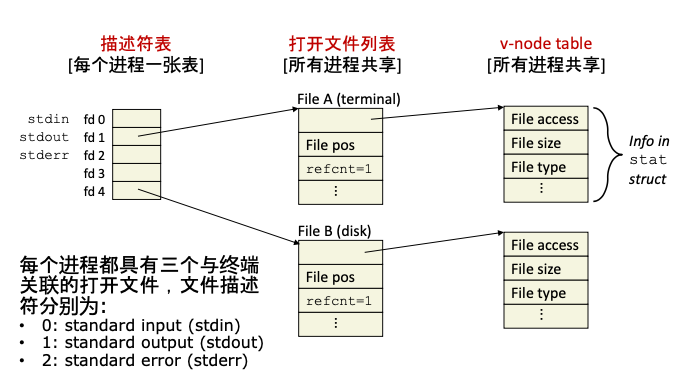 描述符表
[每个进程一张表]
打开文件列表
[所有进程共享]
v-node table
[所有进程共享]
stdin fd 0
stdout fd 1
stderr fd 2
fd 3
fd 4
File A (terminal)
File pos
refcnt=1
⋮
File access
File size
File type
⋮
Info in
stat
struct
File B (disk)
File pos
refcnt=1
⋮
File access
File size
File type
⋮
每个进程都具有三个与终端
关联的打开文件，文件描述
符分别为:
• 0: standard input (stdin)
• 1: standard output (stdout)
• 2: standard error (stderr)